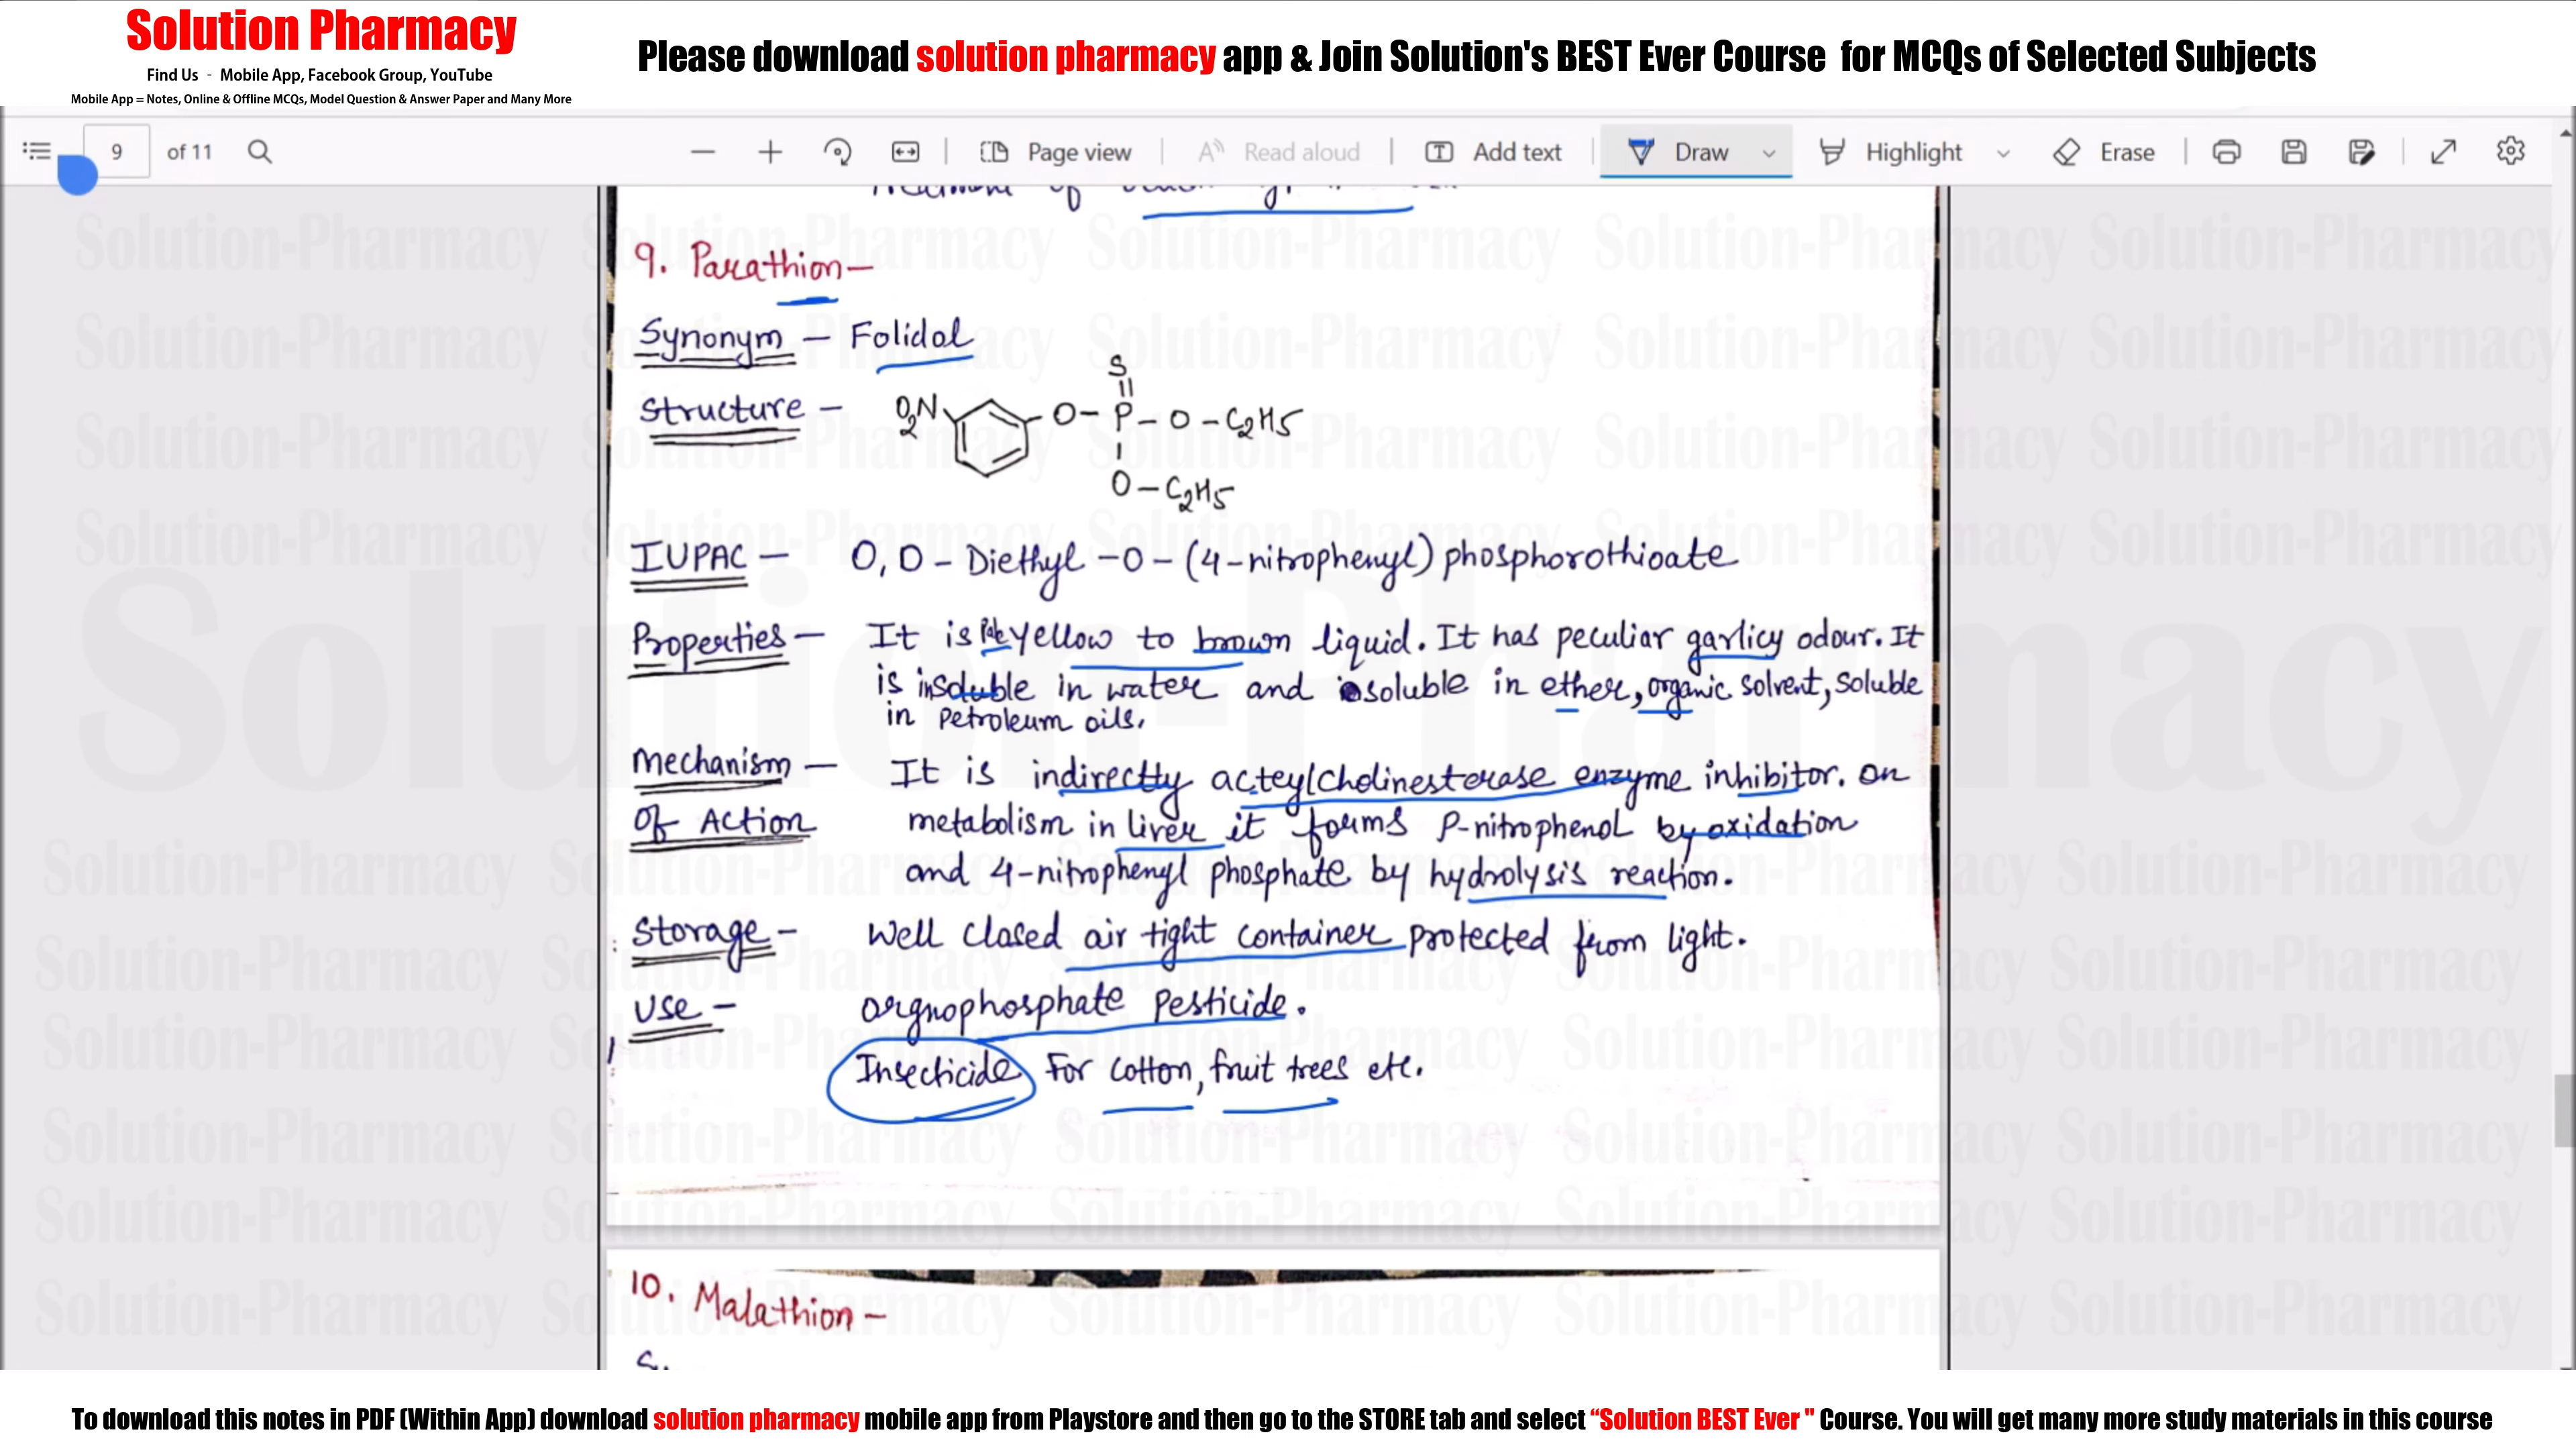 Solution Pharmacy
Find Us - Mobile App, Facebook Group, YouTube
Mobile App = Notes, Online & Offline MCQs, Model Question & Answer Paper and Many More
Please download solution pharmacy app & Join Solution's BEST Ever Course for MCQs of Selected Subjects
9 of 11 Page view Read aloud Add text Draw Highlight Erase
9. Parathion—
Synonym — Folidal
Structure —
S
O2N O- P - O - C2H5
O - C2H5
IUPAC — O, O - Diethyl - O - (4-nitrophenyl) phosphorothioate
Properties — It is Pale yellow to brown liquid. It has peculiar garlicy odour. It
is insoluble in water and soluble in ether, organic solvent, soluble
in petroleum oils.
Mechanism — It is indirectly acteylcholinesterase enzyme inhibitor. On
Of Action metabolism in liver it forms P-nitrophenol by oxidation
and 4-nitrophenyl phosphate by hydrolysis reaction.
Storage - Well closed air tight container protected from light.
Use - Orgnophosphate Pesticide.
Insecticide For cotton, fruit trees etc.
10. Malathion -
To download this notes in PDF (Within App) download solution pharmacy mobile app from Playstore and then go to the STORE tab and select “Solution BEST Ever " Course. You will get many more study materials in this course
Solution-Pharmacy